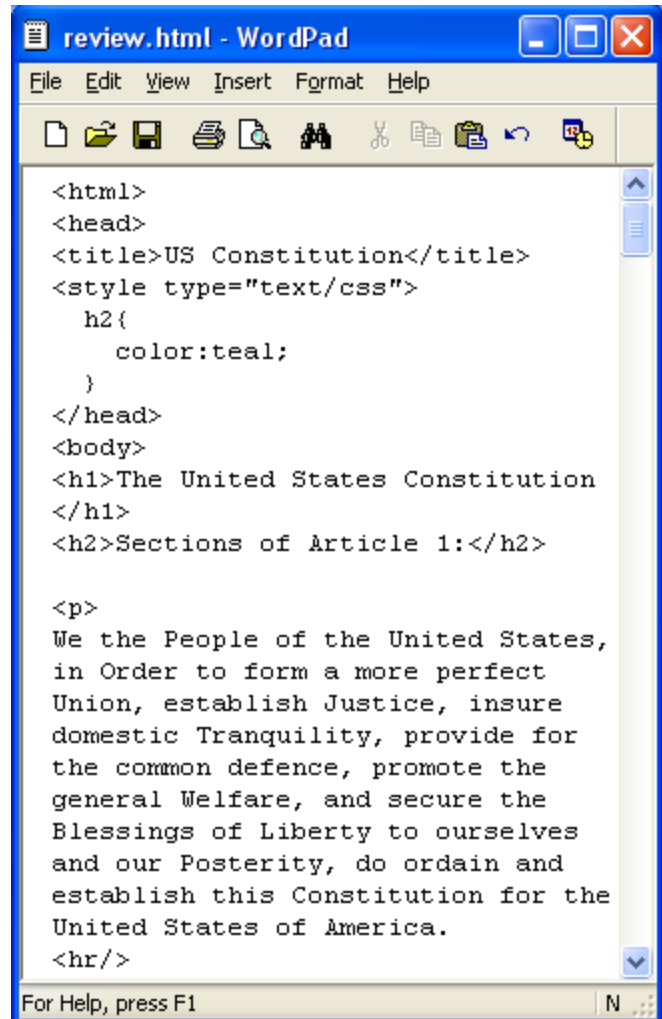 review.html - WordPad
File Edit View Insert Format Help
<html>
<head>
<title>US Constitution</title>
<style type="text/css">
  h2{
    color:teal;
  }
</head>
<body>
<h1>The United States Constitution
</h1>
<h2>Sections of Article 1:</h2>

<p>
We the People of the United States,
in Order to form a more perfect
Union, establish Justice, insure
domestic Tranquility, provide for
the common defence, promote the
general Welfare, and secure the
Blessings of Liberty to ourselves
and our Posterity, do ordain and
establish this Constitution for the
United States of America.
<hr/>
For Help, press F1 N